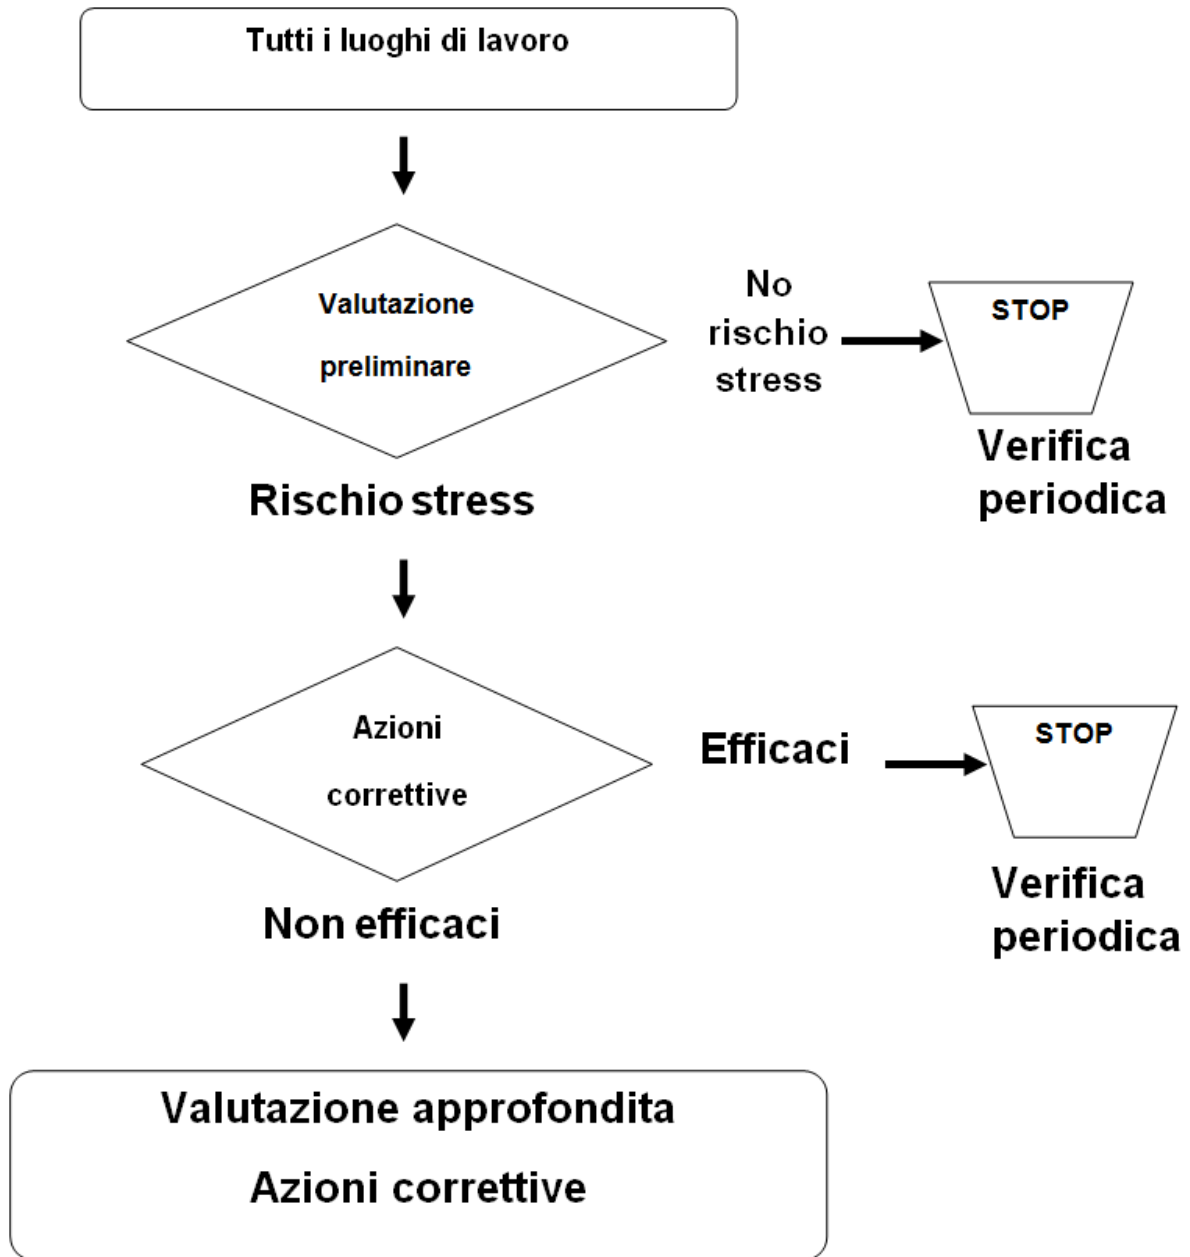 Tutti i luoghi di lavoro
Valutazione
preliminare
No
rischio
stress
STOP
Verifica
periodica
Rischio stress
Azioni
correttive
Efficaci
STOP
Verifica
periodica
Non efficaci
Valutazione approfondita
Azioni correttive